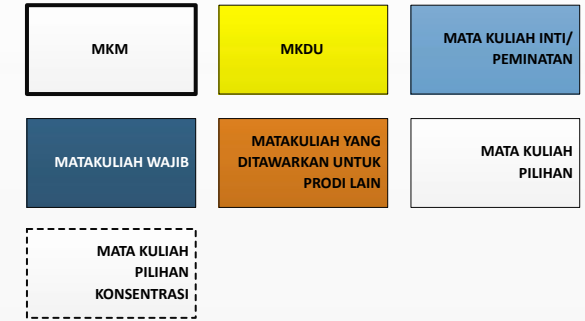 MKM
MKDU
MATA KULIAH INTI/
PEMINATAN
MATAKULIAH WAJIB
MATAKULIAH YANG
DITAWARKAN UNTUK
PRODI LAIN
MATA KULIAH
PILIHAN
MATA KULIAH
PILIHAN
KONSENTRASI